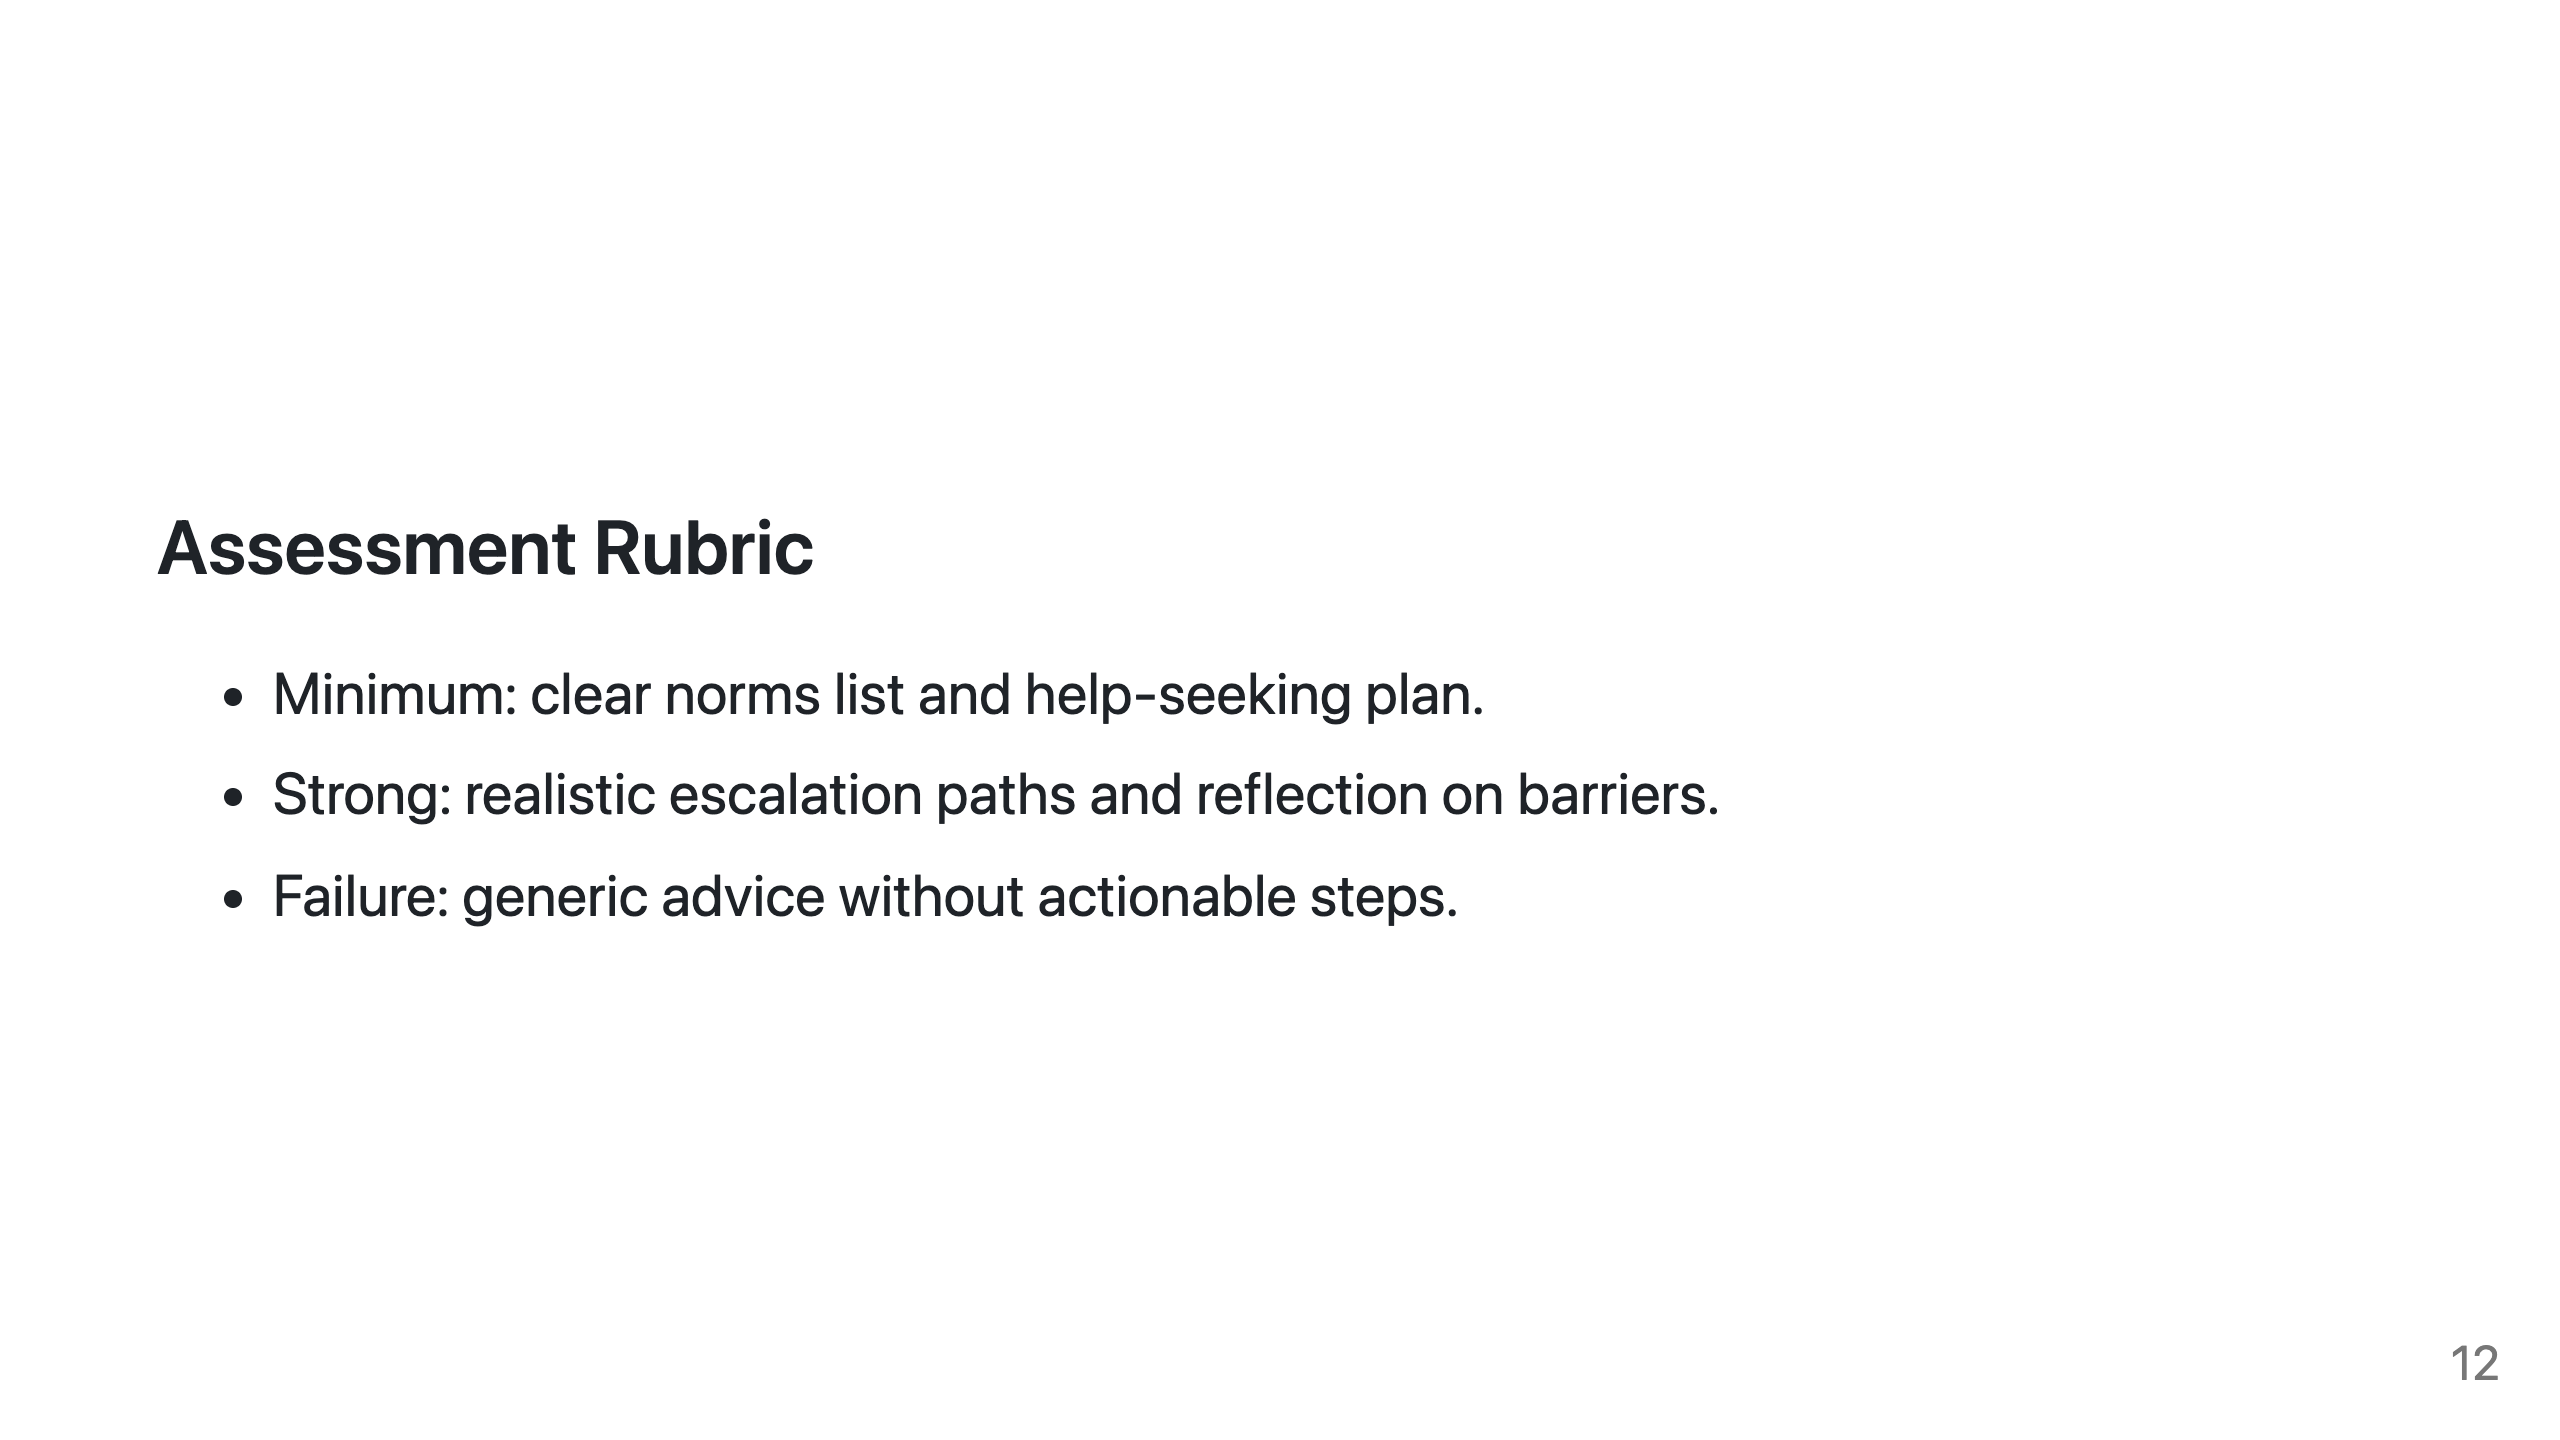 Assessment Rubric
Minimum: clear norms list and help-seeking plan.
Strong: realistic escalation paths and reflection on barriers.
Failure: generic advice without actionable steps.
12